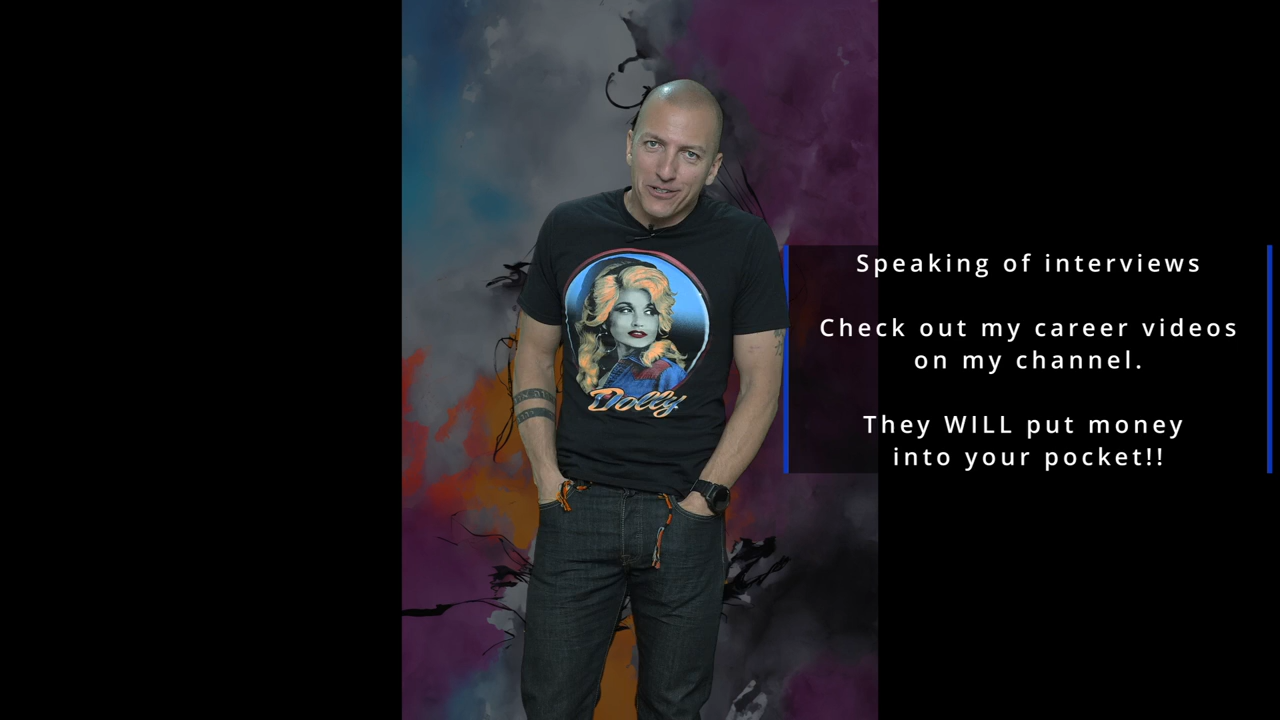 Dolly
Speaking of interviews
Check out my career videos
on my channel.
They WILL put money
into your pocket!!